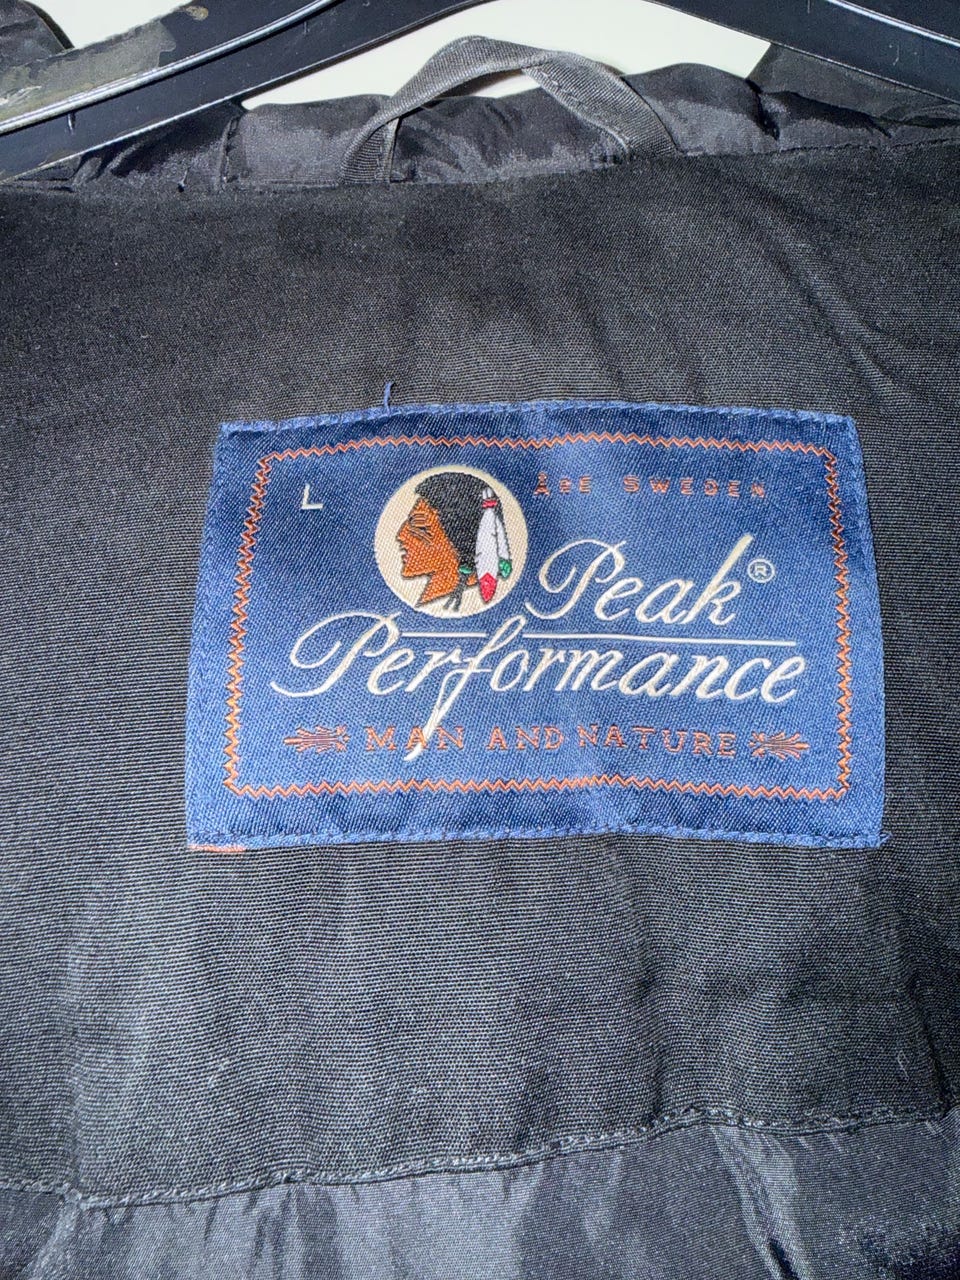 L
ÅRE SWEDEN
Peak®
Performance
MAN AND NATURE